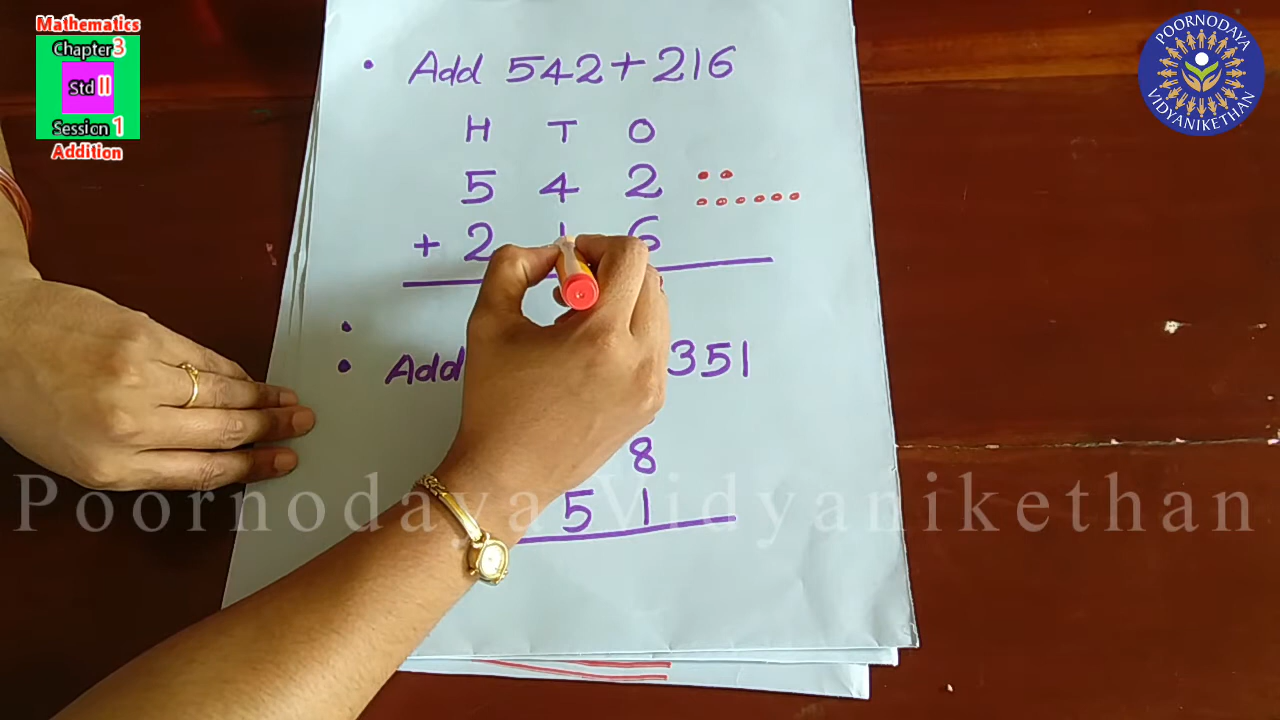 Mathematics
Chapter 3
Std II
Session 1
Addition
POORNODAYA
VIDYANIKETHAN
• Add 542+216
H T O
5 4 2
+ 2 1 6
• Add 351
8
5 1
Poornodaya Vidyanikethan